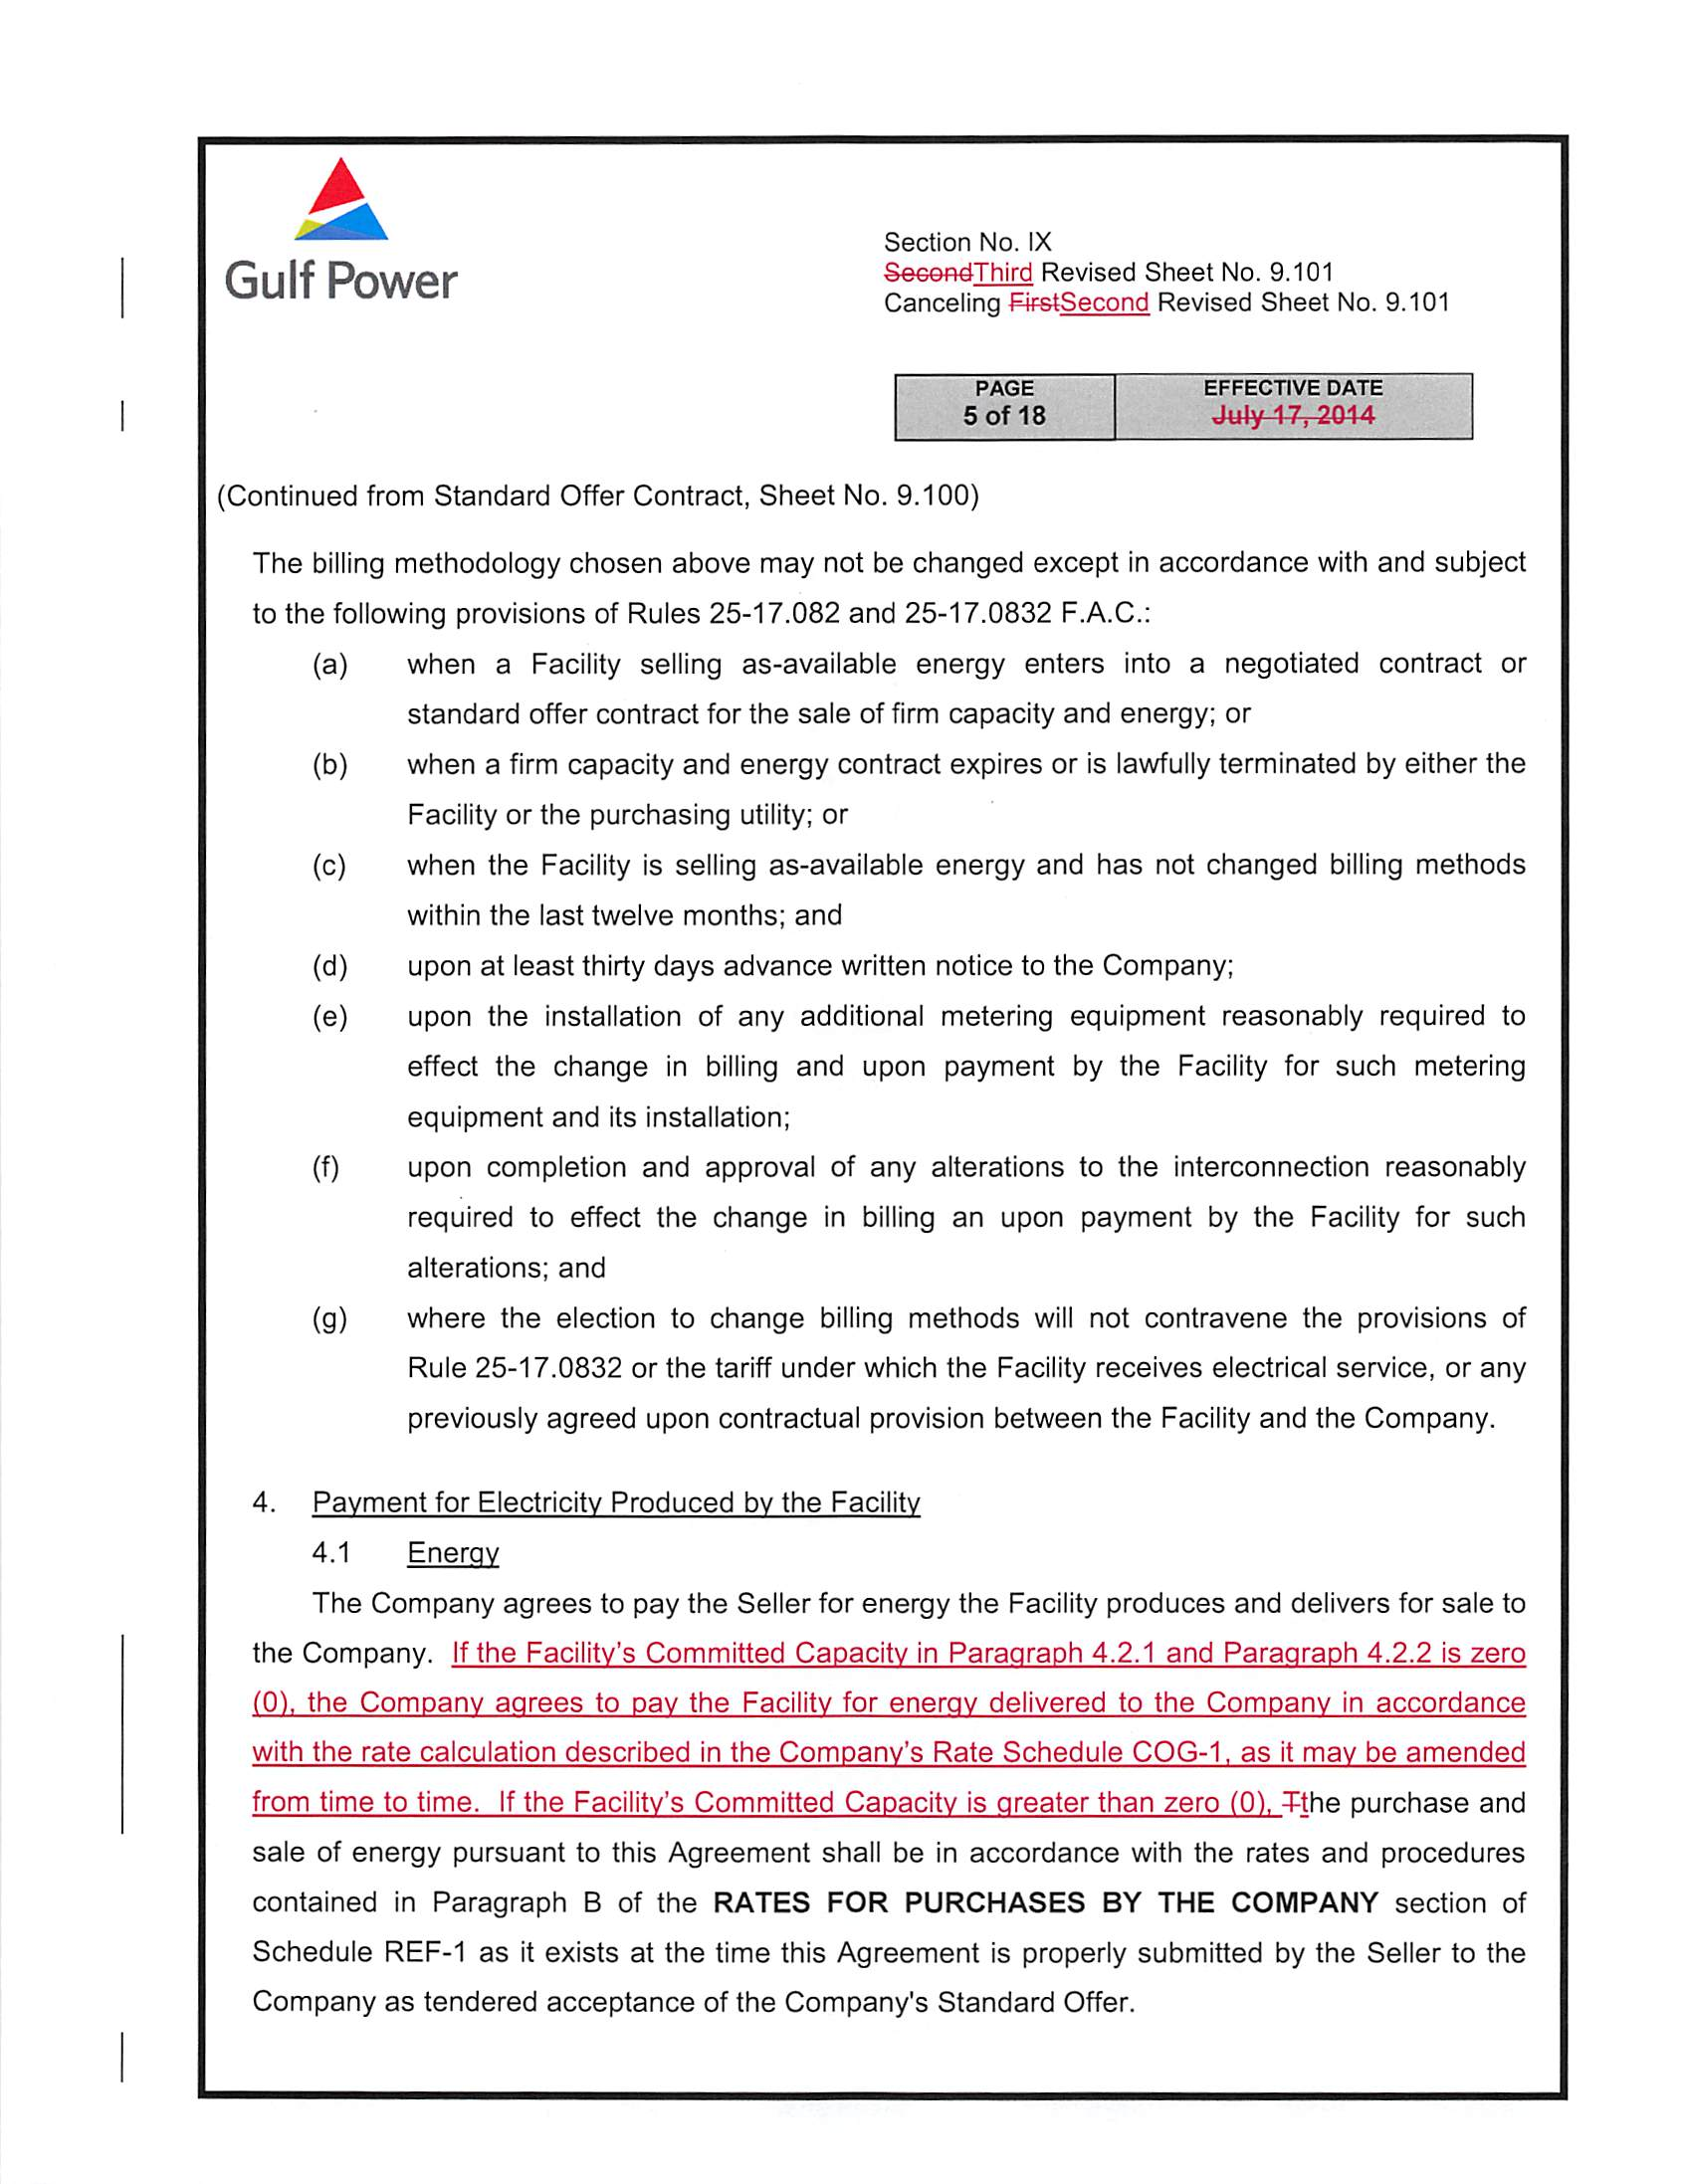 Gulf Power
Section No. IX
SecondThird Revised Sheet No. 9.101
Canceling FirstSecond Revised Sheet No. 9.101
PAGE
5 of 18
EFFECTIVE DATE
July 17, 2014
(Continued from Standard Offer Contract, Sheet No. 9.100)
The billing methodology chosen above may not be changed except in accordance with and subject
to the following provisions of Rules 25-17.082 and 25-17.0832 F.A.C.:
(a) when a Facility selling as-available energy enters into a negotiated contract or
standard offer contract for the sale of firm capacity and energy; or
(b) when a firm capacity and energy contract expires or is lawfully terminated by either the
Facility or the purchasing utility; or
(c) when the Facility is selling as-available energy and has not changed billing methods
within the last twelve months; and
(d) upon at least thirty days advance written notice to the Company;
(e) upon the installation of any additional metering equipment reasonably required to
effect the change in billing and upon payment by the Facility for such metering
equipment and its installation;
(f) upon completion and approval of any alterations to the interconnection reasonably
required to effect the change in billing an upon payment by the Facility for such
alterations; and
(g) where the election to change billing methods will not contravene the provisions of
Rule 25-17.0832 or the tariff under which the Facility receives electrical service, or any
previously agreed upon contractual provision between the Facility and the Company.
4. Payment for Electricity Produced by the Facility
4.1 Energy
The Company agrees to pay the Seller for energy the Facility produces and delivers for sale to
the Company. If the Facility's Committed Capacity in Paragraph 4.2.1 and Paragraph 4.2.2 is zero
(0), the Company agrees to pay the Facility for energy delivered to the Company in accordance
with the rate calculation described in the Company's Rate Schedule COG-1, as it may be amended
from time to time. If the Facility's Committed Capacity is greater than zero (0), Tthe purchase and
sale of energy pursuant to this Agreement shall be in accordance with the rates and procedures
contained in Paragraph B of the RATES FOR PURCHASES BY THE COMPANY section of
Schedule REF-1 as it exists at the time this Agreement is properly submitted by the Seller to the
Company as tendered acceptance of the Company's Standard Offer.